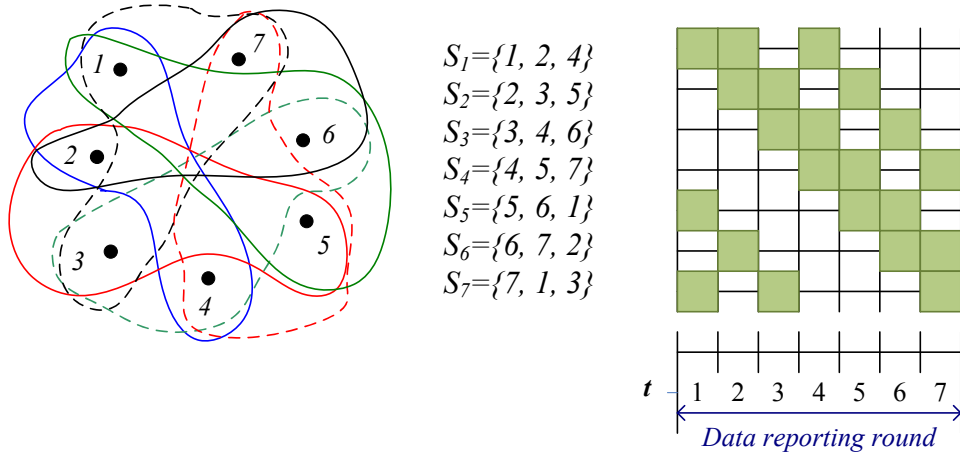 1
7
6
2
5
3
4
S1={1, 2, 4}
S2={2, 3, 5}
S3={3, 4, 6}
S4={4, 5, 7}
S5={5, 6, 1}
S6={6, 7, 2}
S7={7, 1, 3}
t 1 2 3 4 5 6 7
Data reporting round